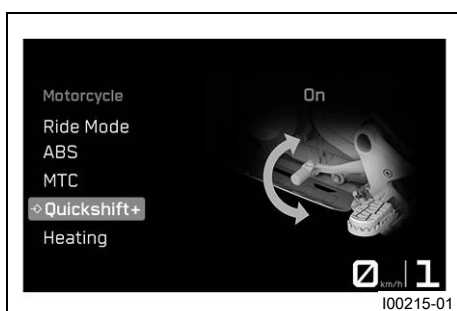 Motorcycle
On
Ride Mode
ABS
MTC
Quickshift+
Heating
0 km/h 1
I00215-01